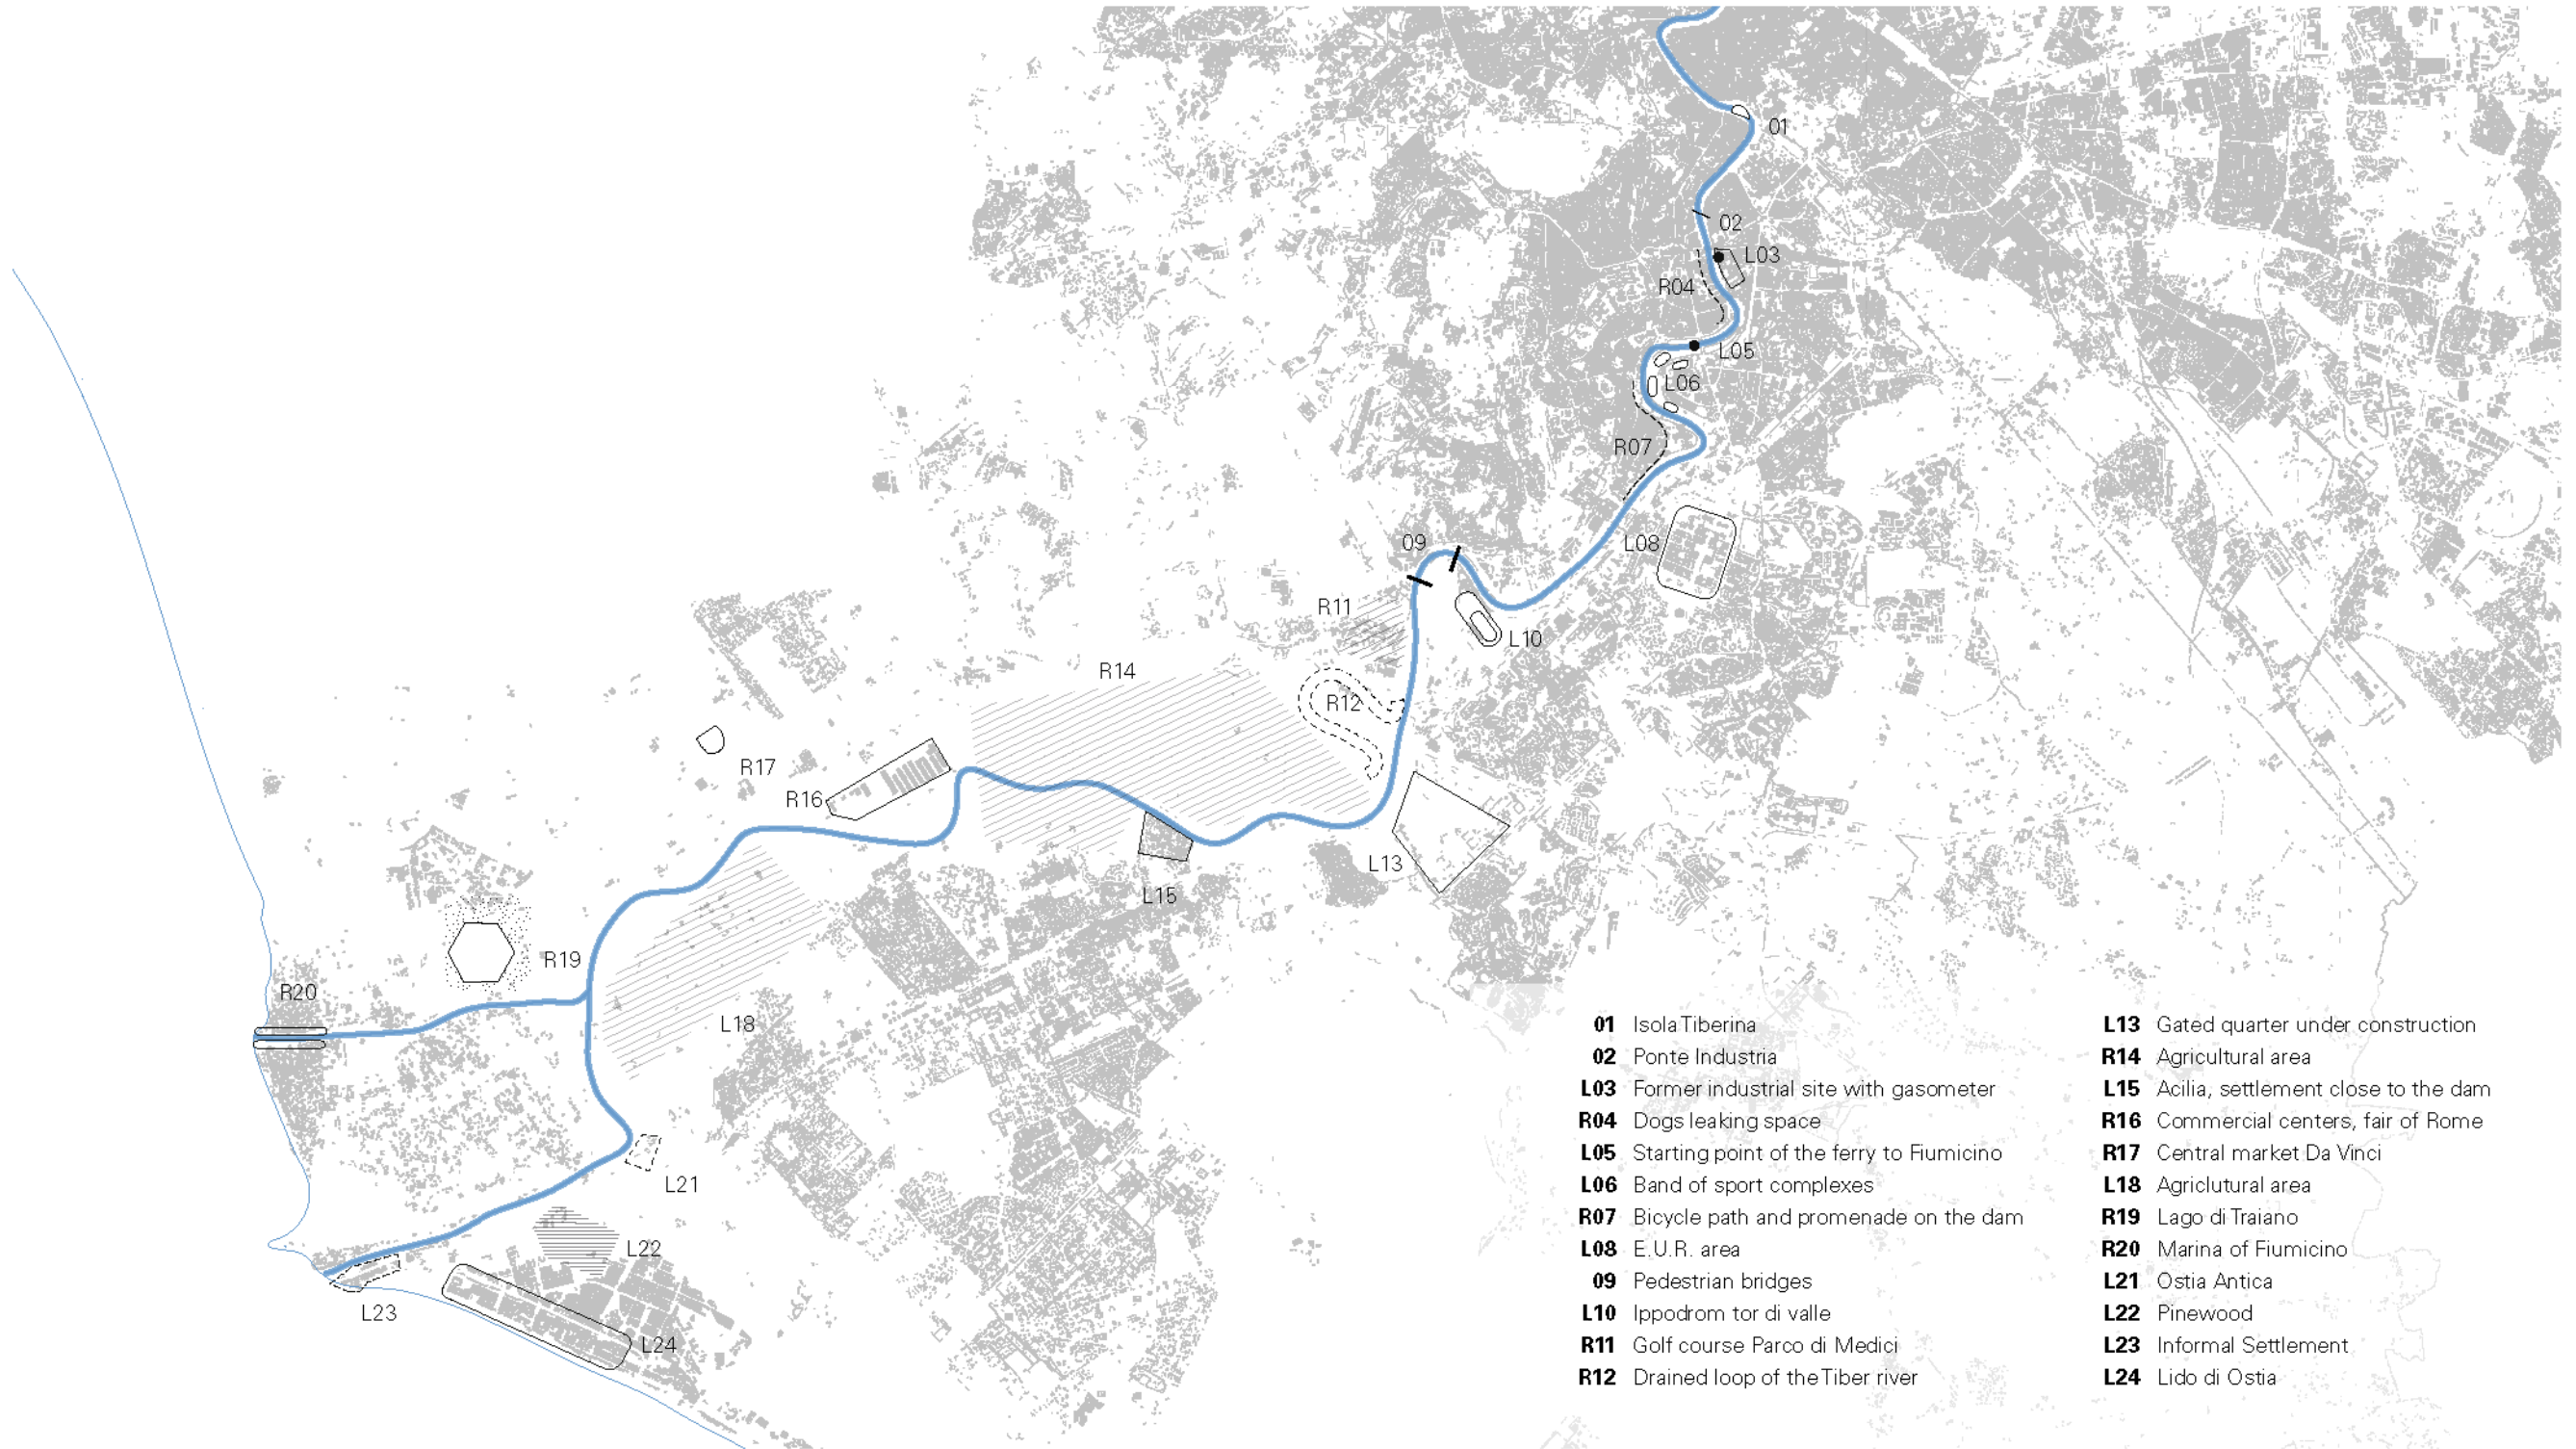 01
02
L03
R04
L05
L06
R07
09
L08
R11
L10
R14
R12
R17
R16
L13
L15
R19
R20
L18
L21
L22
L23
L24
01 Isola Tiberina
02 Ponte Industria
L03 Former industrial site with gasometer
R04 Dogs leaking space
L05 Starting point of the ferry to Fiumicino
L06 Band of sport complexes
R07 Bicycle path and promenade on the dam
L08 E.U.R. area
09 Pedestrian bridges
L10 Ippodrom tor di valle
R11 Golf course Parco di Medici
R12 Drained loop of the Tiber river
L13 Gated quarter under construction
R14 Agricultural area
L15 Acilia, settlement close to the dam
R16 Commercial centers, fair of Rome
R17 Central market Da Vinci
L18 Agriclutural area
R19 Lago di Traiano
R20 Marina of Fiumicino
L21 Ostia Antica
L22 Pinewood
L23 Informal Settlement
L24 Lido di Ostia